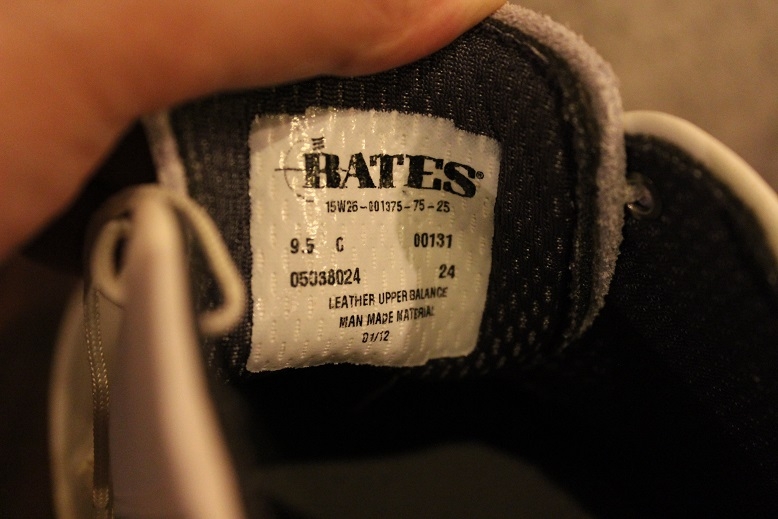 BATES®
15W26-001375-75-25
9.5 C 00131
05038024 24
LEATHER UPPER BALANCE
MAN MADE MATERIAL
01/12